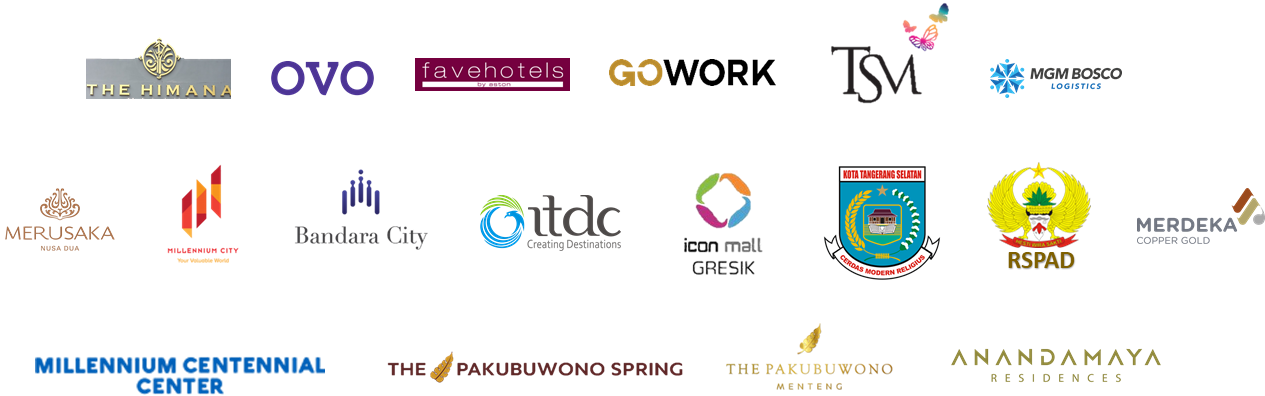 THE HIMANA
OVO
favehotels
by aston
GOWORK
TSM
MGM BOSCO
LOGISTICS
MERUSAKA
NUSA DUA
MILLENNIUM CITY
Your Valuable World
Bandara City
itdc
Creating Destinations
icon mall
GRESIK
KOTA TANGERANG SELATAN
CERDAS MODERN RELIGIUS
RSPAD
MERDEKA
COPPER GOLD
MILLENNIUM CENTENNIAL
CENTER
THE PAKUBUWONO SPRING
THE PAKUBUWONO
MENTENG
ANANDAMAYA
RESIDENCES